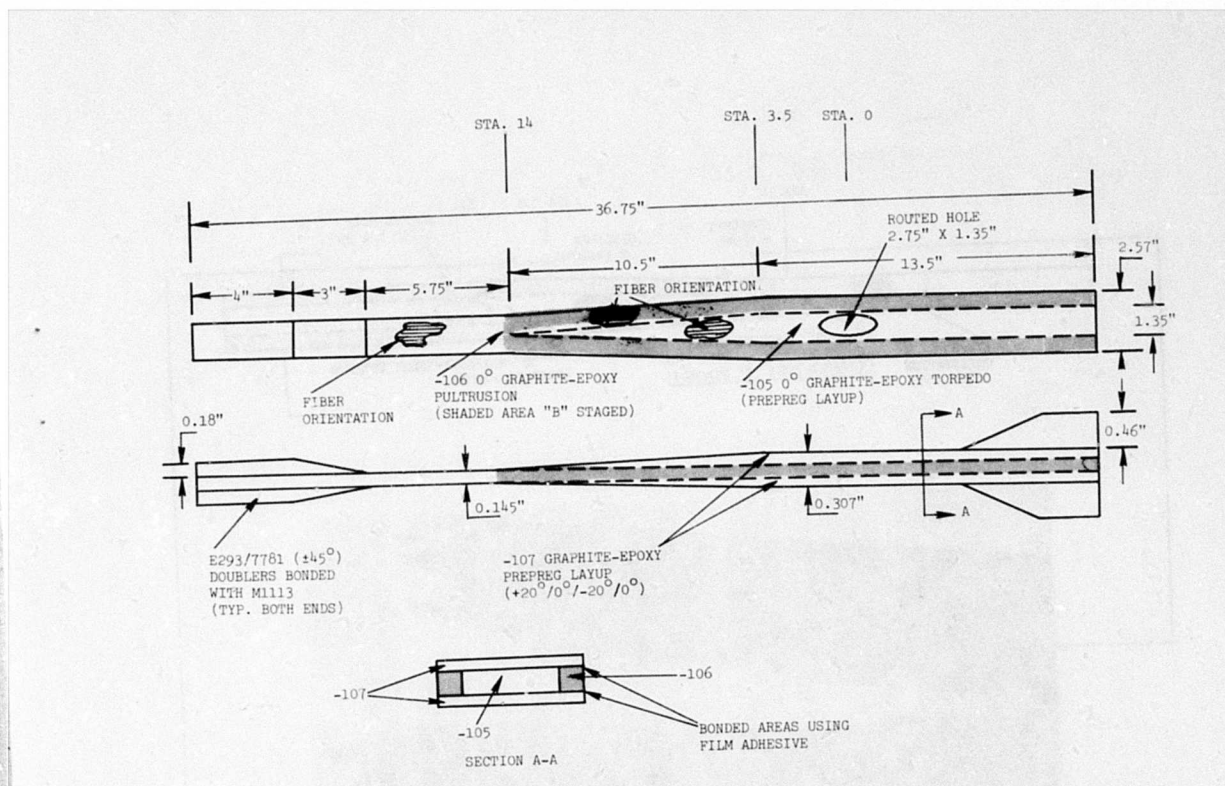 STA. 14
STA. 3.5
STA. 0
36.75"
ROUTED HOLE
2.75" X 1.35"
2.57"
10.5"
13.5"
4"
3"
5.75"
FIBER ORIENTATION
1.35"
FIBER
ORIENTATION
-106 0° GRAPHITE-EPOXY
PULTRUSION
(SHADED AREA "B" STAGED)
-105 0° GRAPHITE-EPOXY TORPEDO
(PREPREG LAYUP)
0.18"
A
0.46"
0.145"
0.307"
A
E293/7781 (±45°)
DOUBLERS BONDED
WITH M1113
(TYP. BOTH ENDS)
-107 GRAPHITE-EPOXY
PREPREG LAYUP
(+20°/0°/-20°/0°)
-107
-106
-105
BONDED AREAS USING
FILM ADHESIVE
SECTION A-A